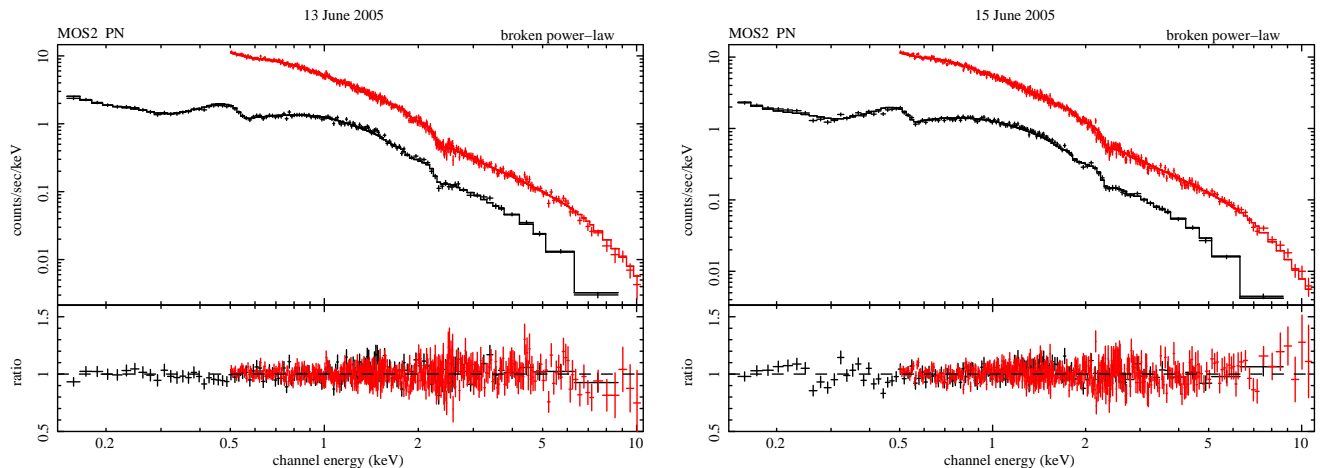 13 June 2005
MOS2 PN broken power−law
counts/sec/keV
10
1
0.1
0.01
ratio
1.5
1
0.5
0.2 0.5 1 2 5 10
channel energy (keV)
15 June 2005
MOS2 PN broken power−law
counts/sec/keV
10
1
0.1
0.01
ratio
1.5
1
0.5
0.2 0.5 1 2 5 10
channel energy (keV)